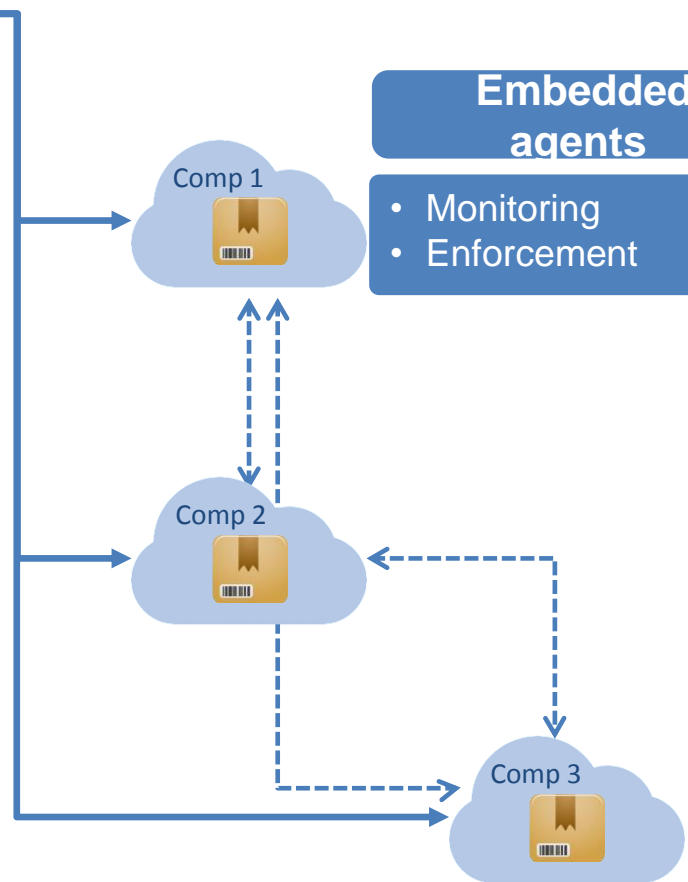 Embedded
agents
Comp 1
• Monitoring
• Enforcement
Comp 2
Comp 3